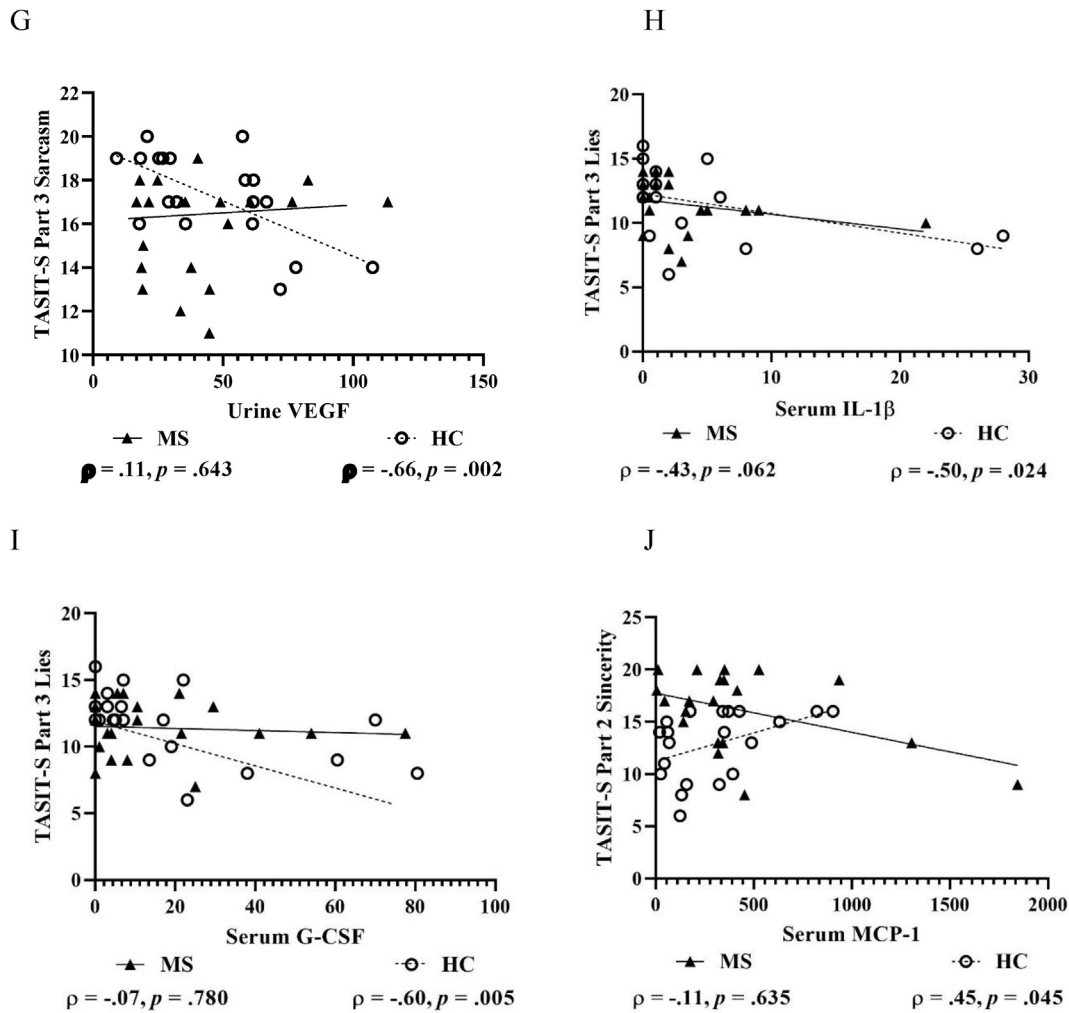 G
H
22
20
18
16
14
12
10
TASIT-S Part 3 Sarcasm
0
50
100
150
Urine VEGF
MS
HC
ρ = .11, p = .643
ρ = -.66, p = .002
20
15
10
5
0
TASIT-S Part 3 Lies
0
10
20
30
Serum IL-1β
MS
HC
ρ = -.43, p = .062
ρ = -.50, p = .024
I
J
20
15
10
5
0
TASIT-S Part 3 Lies
0
20
40
60
80
100
Serum G-CSF
MS
HC
ρ = -.07, p = .780
ρ = -.60, p = .005
25
20
15
10
5
0
TASIT-S Part 2 Sincerity
0
500
1000
1500
2000
Serum MCP-1
MS
HC
ρ = -.11, p = .635
ρ = .45, p = .045